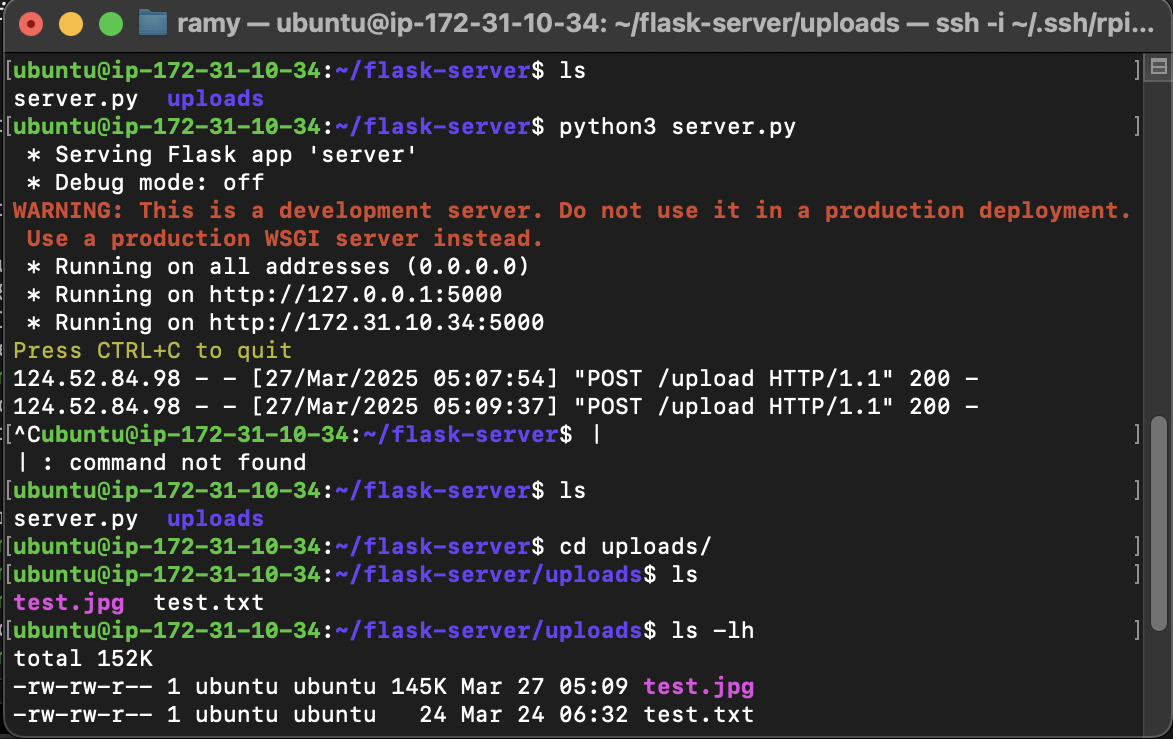 ramy — ubuntu@ip-172-31-10-34: ~/flask-server/uploads — ssh -i ~/.ssh/rpi...
[ubuntu@ip-172-31-10-34:~/flask-server$ ls ]
server.py  uploads
[ubuntu@ip-172-31-10-34:~/flask-server$ python3 server.py ]
 * Serving Flask app 'server'
 * Debug mode: off
WARNING: This is a development server. Do not use it in a production deployment.
 Use a production WSGI server instead.
 * Running on all addresses (0.0.0.0)
 * Running on http://127.0.0.1:5000
 * Running on http://172.31.10.34:5000
Press CTRL+C to quit
124.52.84.98 - - [27/Mar/2025 05:07:54] "POST /upload HTTP/1.1" 200 -
124.52.84.98 - - [27/Mar/2025 05:09:37] "POST /upload HTTP/1.1" 200 -
[^Cubuntu@ip-172-31-10-34:~/flask-server$ | ]
| : command not found
[ubuntu@ip-172-31-10-34:~/flask-server$ ls ]
server.py  uploads
[ubuntu@ip-172-31-10-34:~/flask-server$ cd uploads/ ]
[ubuntu@ip-172-31-10-34:~/flask-server/uploads$ ls ]
test.jpg  test.txt
[ubuntu@ip-172-31-10-34:~/flask-server/uploads$ ls -lh ]
total 152K
-rw-rw-r-- 1 ubuntu ubuntu 145K Mar 27 05:09 test.jpg
-rw-rw-r-- 1 ubuntu ubuntu   24 Mar 24 06:32 test.txt